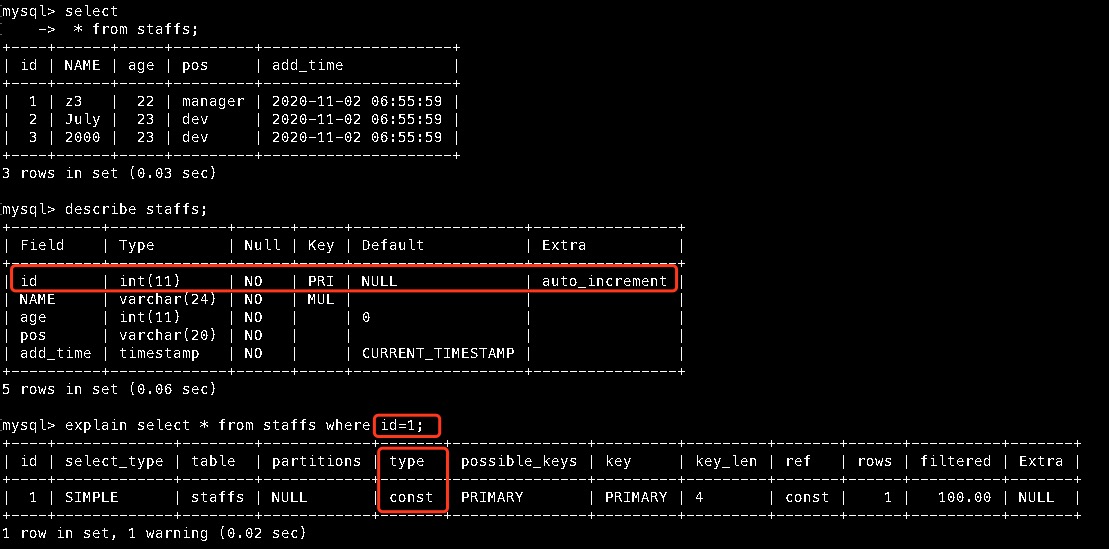 mysql> select
    ->  * from staffs;
+----+------+-----+---------+---------------------+
| id | NAME | age | pos     | add_time            |
+----+------+-----+---------+---------------------+
|  1 | z3   |  22 | manager | 2020-11-02 06:55:59 |
|  2 | July |  23 | dev     | 2020-11-02 06:55:59 |
|  3 | 2000 |  23 | dev     | 2020-11-02 06:55:59 |
+----+------+-----+---------+---------------------+
3 rows in set (0.03 sec)
mysql> describe staffs;
+----------+-------------+------+-----+-------------------+----------------+
| Field    | Type        | Null | Key | Default           | Extra          |
+----------+-------------+------+-----+-------------------+----------------+
| id       | int(11)     | NO   | PRI | NULL              | auto_increment |
| NAME     | varchar(24) | NO   | MUL |                   |                |
| age      | int(11)     | NO   |     | 0                 |                |
| pos      | varchar(20) | NO   |     |                   |                |
| add_time | timestamp   | NO   |     | CURRENT_TIMESTAMP |                |
+----------+-------------+------+-----+-------------------+----------------+
5 rows in set (0.06 sec)
mysql> explain select * from staffs where id=1;
+----+-------------+--------+------------+-------+---------------+---------+---------+-------+------+----------+-------+
| id | select_type | table  | partitions | type  | possible_keys | key     | key_len | ref   | rows | filtered | Extra |
+----+-------------+--------+------------+-------+---------------+---------+---------+-------+------+----------+-------+
|  1 | SIMPLE      | staffs | NULL       | const | PRIMARY       | PRIMARY | 4       | const |    1 |   100.00 | NULL  |
+----+-------------+--------+------------+-------+---------------+---------+---------+-------+------+----------+-------+
1 row in set, 1 warning (0.02 sec)